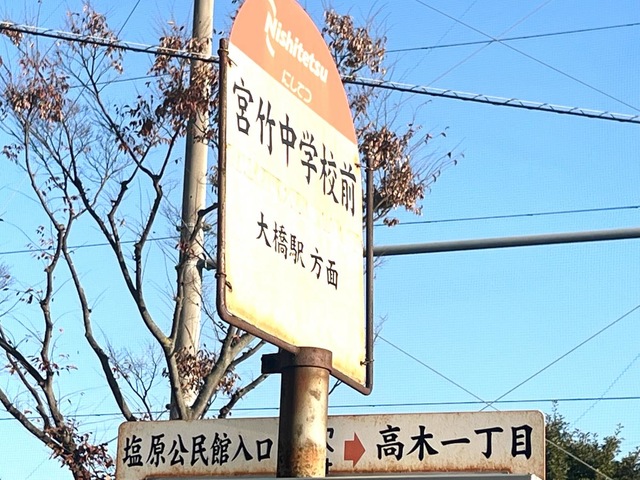 Nishitetsu
にしてつ
宮竹中学校前
大橋駅 方面
塩原公民館入口
高木一丁目